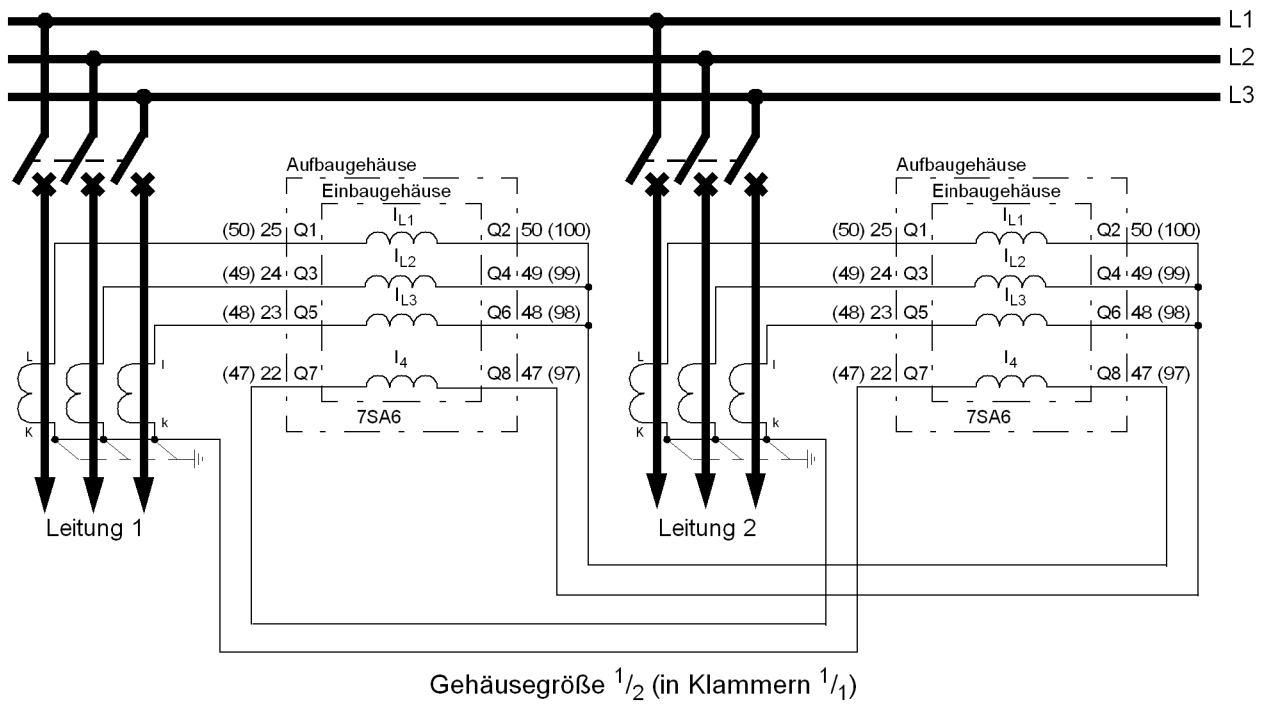 L1
L2
L3
Aufbaugehäuse
Einbaugehäuse
(50) 25 Q1 IL1 Q2 50 (100)
(49) 24 Q3 IL2 Q4 49 (99)
(48) 23 Q5 IL3 Q6 48 (98)
(47) 22 Q7 I4 Q8 47 (97)
7SA6
L l
K k
Leitung 1
Aufbaugehäuse
Einbaugehäuse
(50) 25 Q1 IL1 Q2 50 (100)
(49) 24 Q3 IL2 Q4 49 (99)
(48) 23 Q5 IL3 Q6 48 (98)
(47) 22 Q7 I4 Q8 47 (97)
7SA6
L l
K k
Leitung 2
Gehäusegröße 1/2 (in Klammern 1/1)